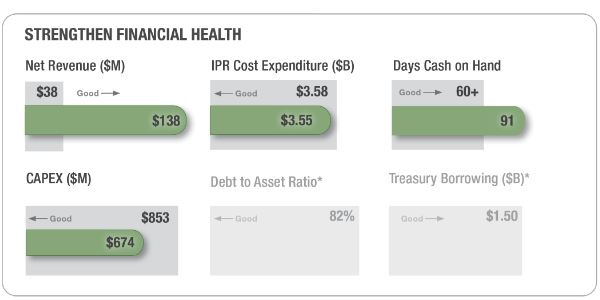 STRENGTHEN FINANCIAL HEALTH
Net Revenue ($M)
$38 Good
$138
IPR Cost Expenditure ($B)
Good $3.58
$3.55
Days Cash on Hand
Good 60+
91
CAPEX ($M)
Good $853
$674
Debt to Asset Ratio*
Good 82%
Treasury Borrowing ($B)*
Good $1.50